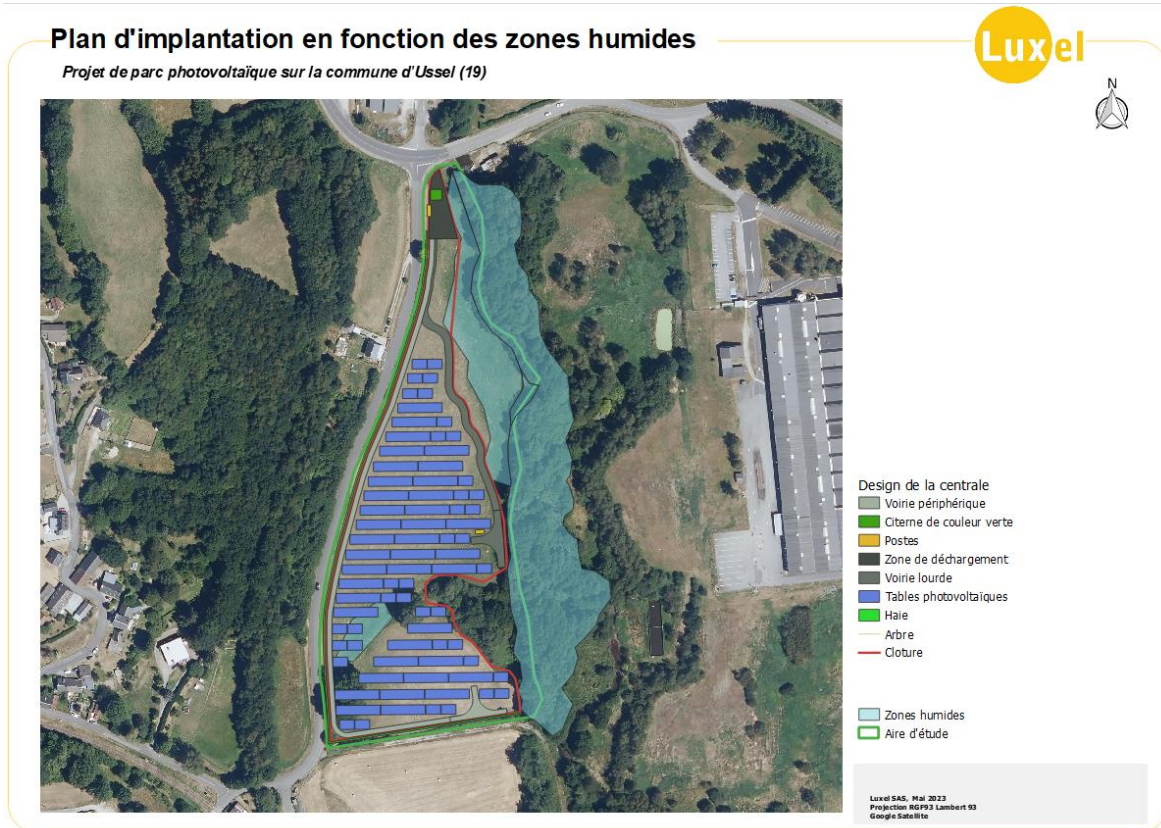 Plan d'implantation en fonction des zones humides
Projet de parc photovoltaïque sur la commune d'Ussel (19)
Luxel
N
Design de la centrale
Voirie périphérique
Citerne de couleur verte
Postes
Zone de déchargement
Voirie lourde
Tables photovoltaïques
Haie
Arbre
Cloture
Zones humides
Aire d'étude
Luxel SAS, Mai 2023
Projection RGF93 Lambert 93
Google Satellite